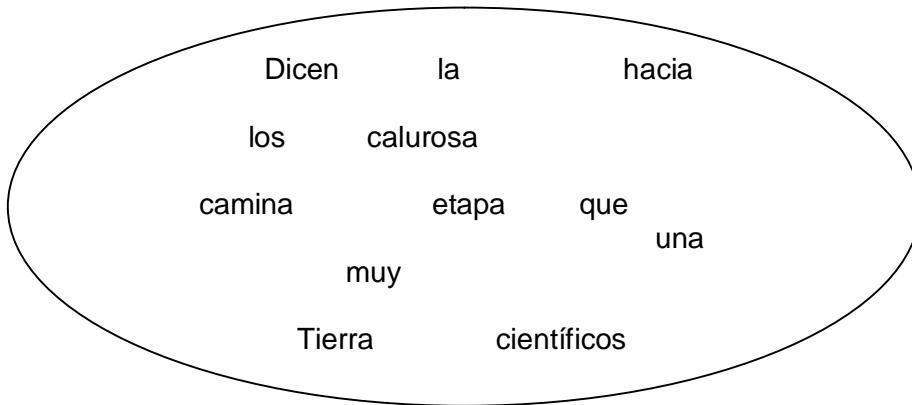 Dicen la hacia
los calurosa
camina etapa que
una
muy
Tierra científicos